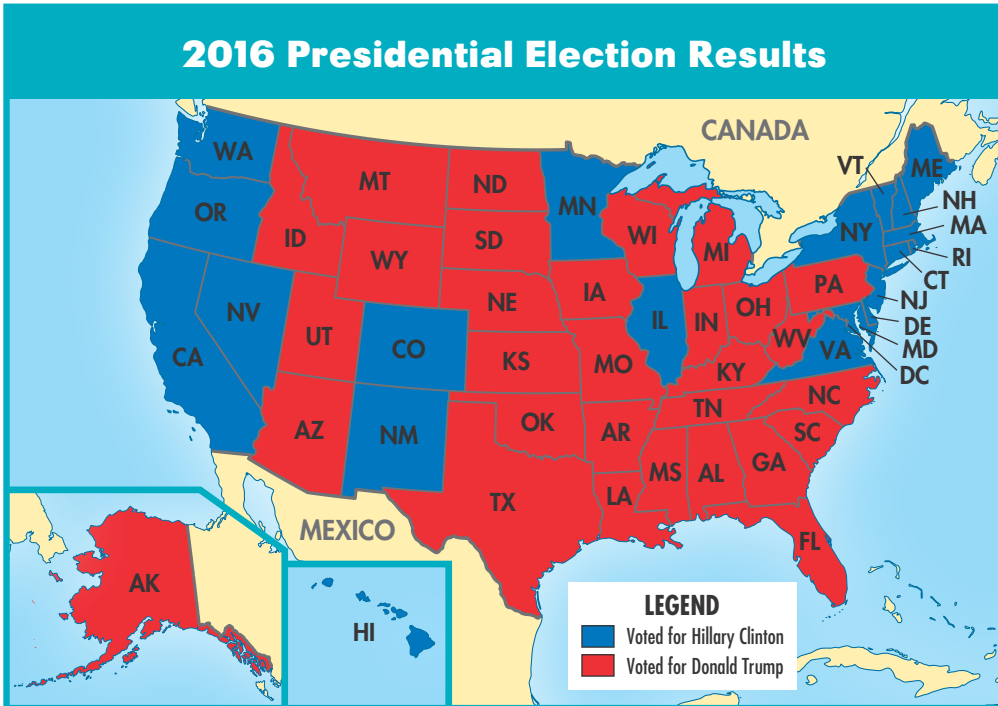 2016 Presidential Election Results
CANADA
WA
MT
ND
MN
VT
ME
OR
ID
SD
WI
MI
NY
NH
MA
RI
CT
WY
IA
PA
NJ
NV
NE
OH
DE
UT
CO
IL
IN
WV
VA
MD
DC
CA
KS
MO
KY
AZ
NM
OK
TN
NC
AR
SC
MS
AL
GA
TX
LA
MEXICO
FL
AK
HI
LEGEND
Voted for Hillary Clinton
Voted for Donald Trump